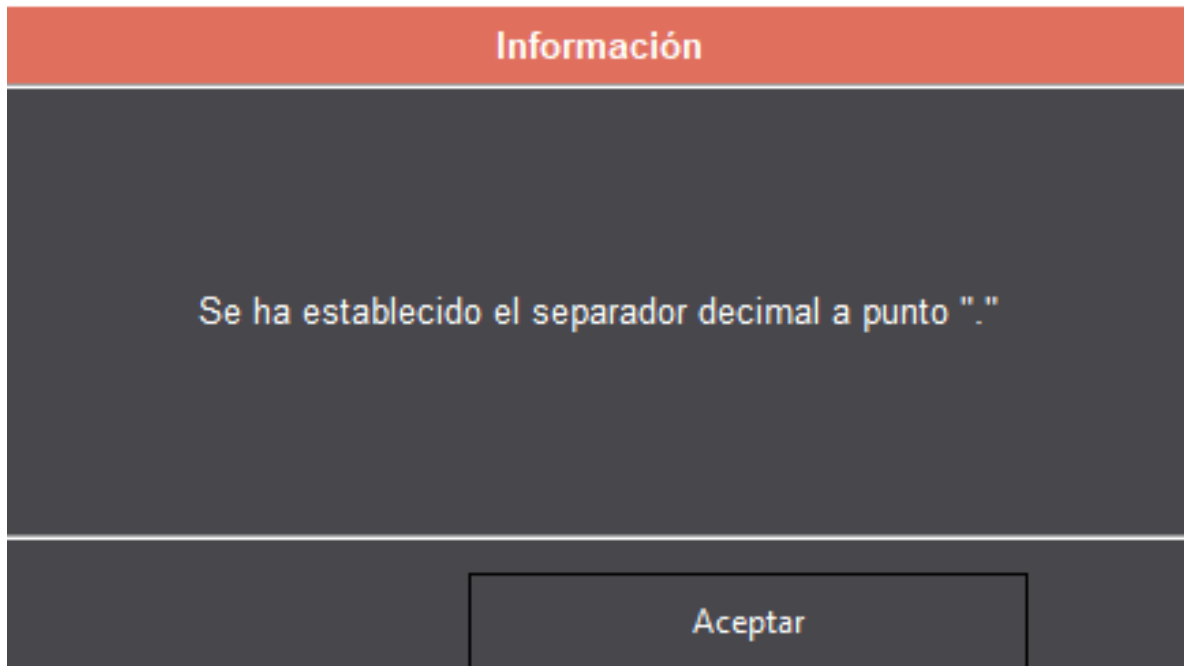 Información
Se ha establecido el separador decimal a punto "."
Aceptar